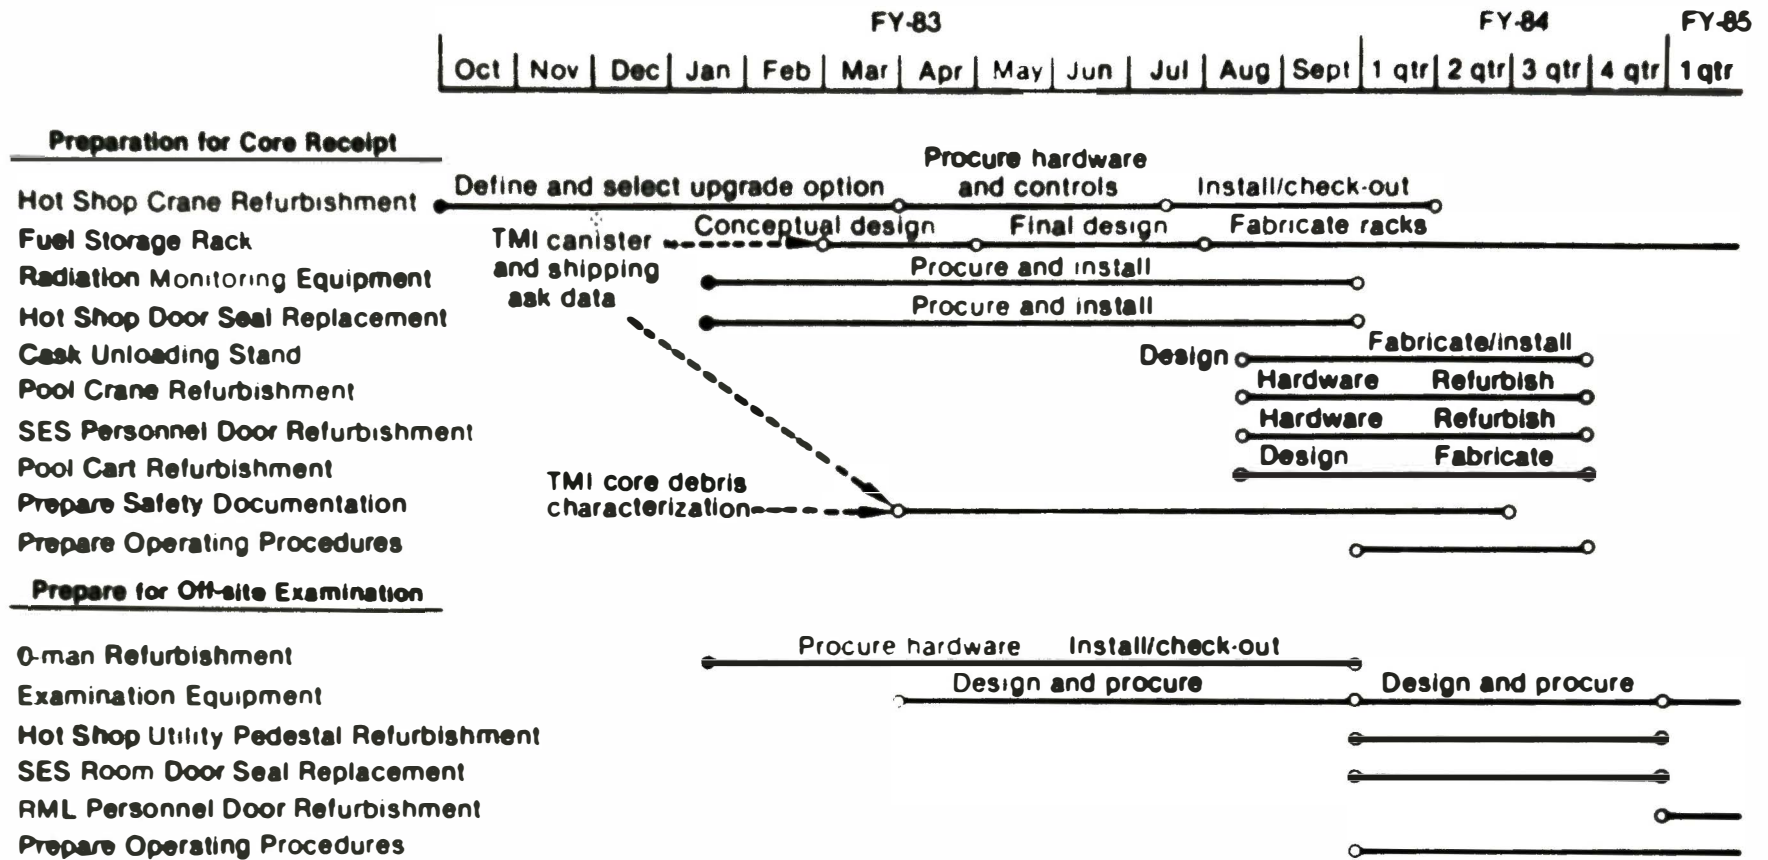 FY-83 FY-84 FY-85
Oct Nov Dec Jan Feb Mar Apr May Jun Jul Aug Sept 1 qtr 2 qtr 3 qtr 4 qtr 1 qtr
Preparation for Core Receipt
Procure hardware
Hot Shop Crane Refurbishment Define and select upgrade option and controls Install/check-out
Fuel Storage Rack TMI canister Conceptual design Final design Fabricate racks
and shipping
ask data
Radiation Monitoring Equipment Procure and install
Hot Shop Door Seal Replacement Procure and install
Cask Unloading Stand Design Fabricate/install
Pool Crane Refurbishment Hardware Refurbish
SES Personnel Door Refurbishment Hardware Refurbish
Pool Cart Refurbishment Design Fabricate
TMI core debris
Prepare Safety Documentation characterization
Prepare Operating Procedures
Prepare for Off-site Examination
0-man Refurbishment Procure hardware Install/check-out
Examination Equipment Design and procure Design and procure
Hot Shop Utility Pedestal Refurbishment
SES Room Door Seal Replacement
RML Personnel Door Refurbishment
Prepare Operating Procedures